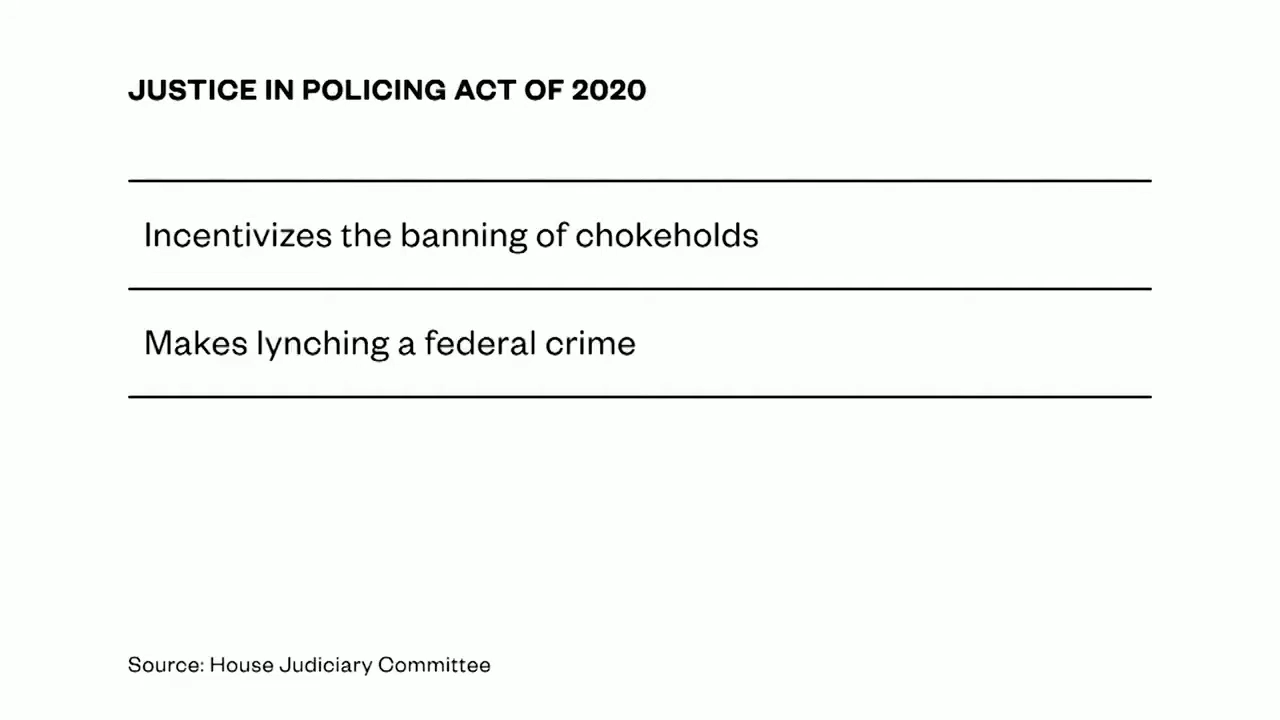 JUSTICE IN POLICING ACT OF 2020
Incentivizes the banning of chokeholds
Makes lynching a federal crime
Source: House Judiciary Committee